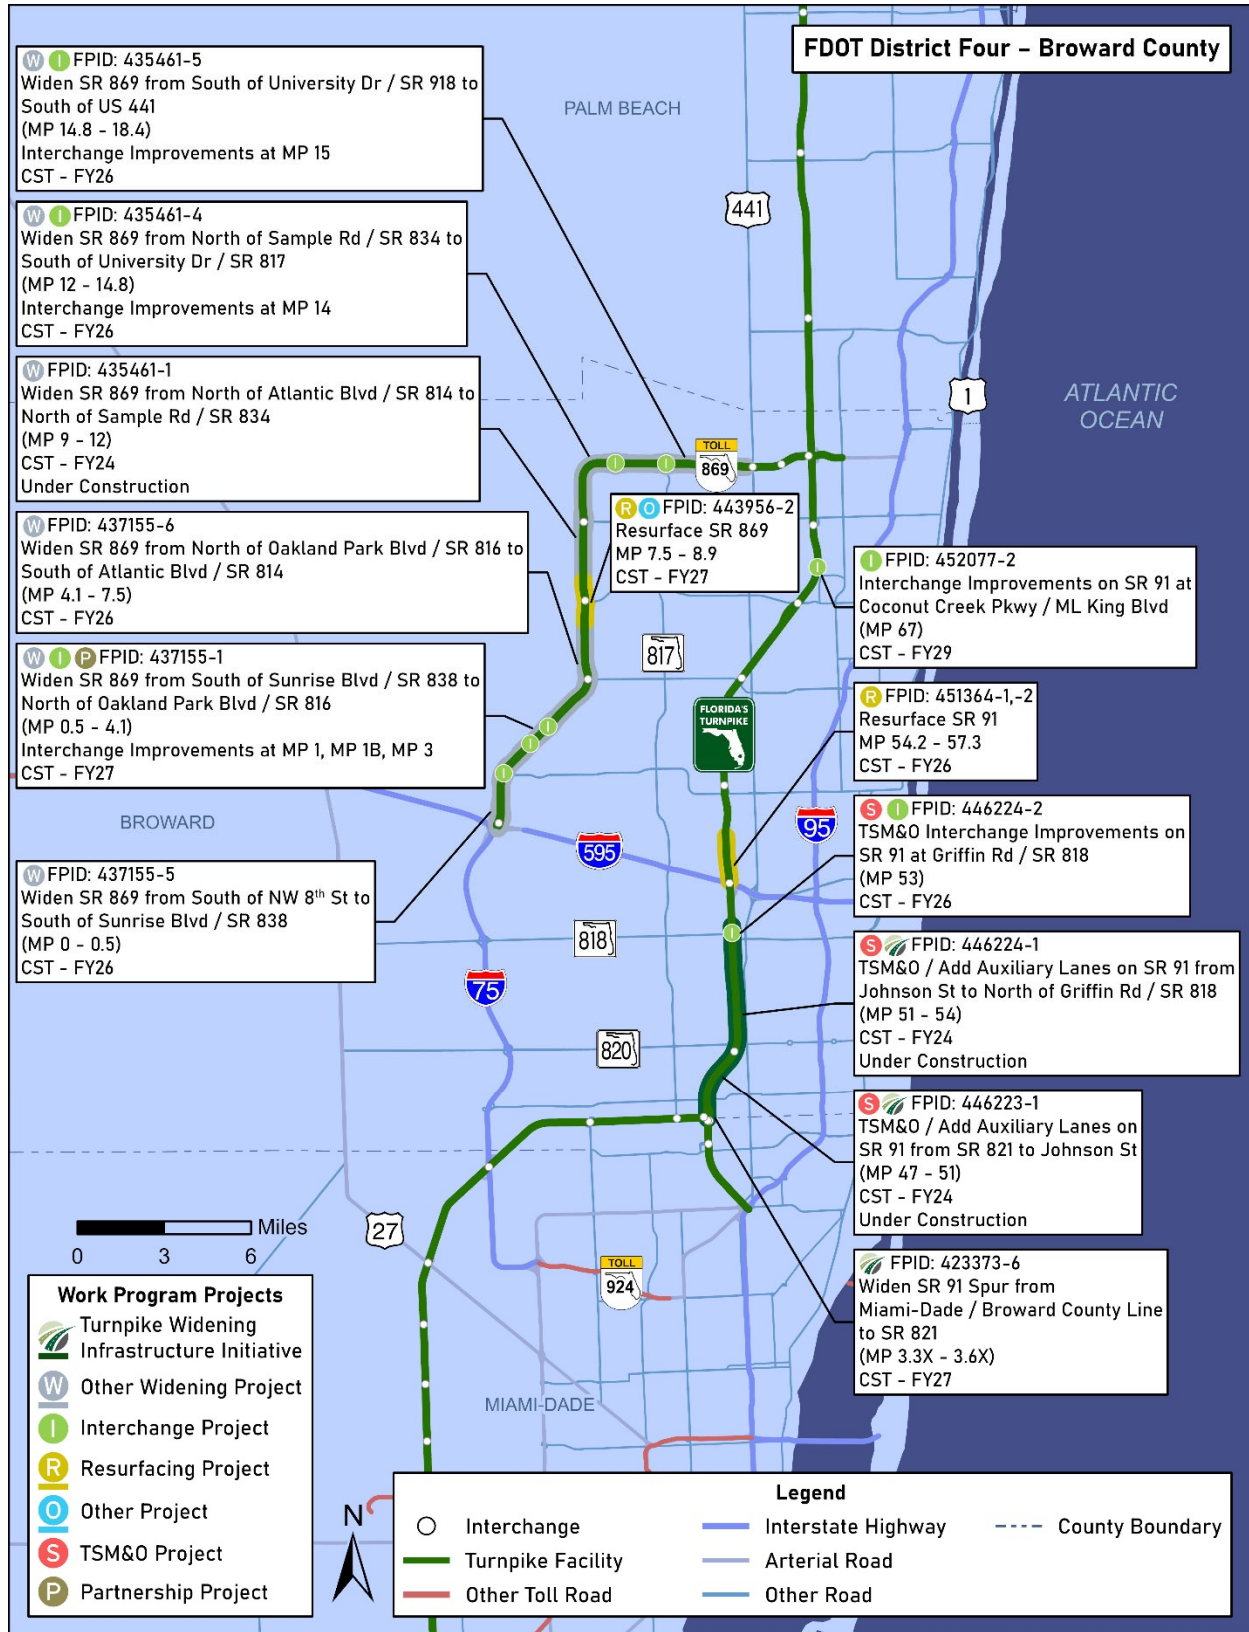 FDOT District Four – Broward County
W I FPID: 435461-5
Widen SR 869 from South of University Dr / SR 918 to
South of US 441
(MP 14.8 - 18.4)
Interchange Improvements at MP 15
CST - FY26
W I FPID: 435461-4
Widen SR 869 from North of Sample Rd / SR 834 to
South of University Dr / SR 817
(MP 12 - 14.8)
Interchange Improvements at MP 14
CST - FY26
W FPID: 435461-1
Widen SR 869 from North of Atlantic Blvd / SR 814 to
North of Sample Rd / SR 834
(MP 9 - 12)
CST - FY24
Under Construction
W FPID: 437155-6
Widen SR 869 from North of Oakland Park Blvd / SR 816 to
South of Atlantic Blvd / SR 814
(MP 4.1 - 7.5)
CST - FY26
W I P FPID: 437155-1
Widen SR 869 from South of Sunrise Blvd / SR 838 to
North of Oakland Park Blvd / SR 816
(MP 0.5 - 4.1)
Interchange Improvements at MP 1, MP 1B, MP 3
CST - FY27
W FPID: 437155-5
Widen SR 869 from South of NW 8th St to
South of Sunrise Blvd / SR 838
(MP 0 - 0.5)
CST - FY26
PALM BEACH
441
1
ATLANTIC
OCEAN
I
I
TOLL
869
R O FPID: 443956-2
Resurface SR 869
MP 7.5 - 8.9
CST - FY27
I
817
FLORIDA'S
TURNPIKE
I
I
I
BROWARD
595
95
818
I
75
820
27
TOLL
924
MIAMI-DADE
I FPID: 452077-2
Interchange Improvements on SR 91 at
Coconut Creek Pkwy / ML King Blvd
(MP 67)
CST - FY29
R FPID: 451364-1,-2
Resurface SR 91
MP 54.2 - 57.3
CST - FY26
S I FPID: 446224-2
TSM&O Interchange Improvements on
SR 91 at Griffin Rd / SR 818
(MP 53)
CST - FY26
S FPID: 446224-1
TSM&O / Add Auxiliary Lanes on SR 91 from
Johnson St to North of Griffin Rd / SR 818
(MP 51 - 54)
CST - FY24
Under Construction
S FPID: 446223-1
TSM&O / Add Auxiliary Lanes on
SR 91 from SR 821 to Johnson St
(MP 47 - 51)
CST - FY24
Under Construction
FPID: 423373-6
Widen SR 91 Spur from
Miami-Dade / Broward County Line
to SR 821
(MP 3.3X - 3.6X)
CST - FY27
Miles
0 3 6
Work Program Projects
Turnpike Widening
Infrastructure Initiative
W Other Widening Project
I Interchange Project
R Resurfacing Project
O Other Project
S TSM&O Project
P Partnership Project
N
Legend
Interchange
Turnpike Facility
Other Toll Road
Interstate Highway
Arterial Road
Other Road
County Boundary